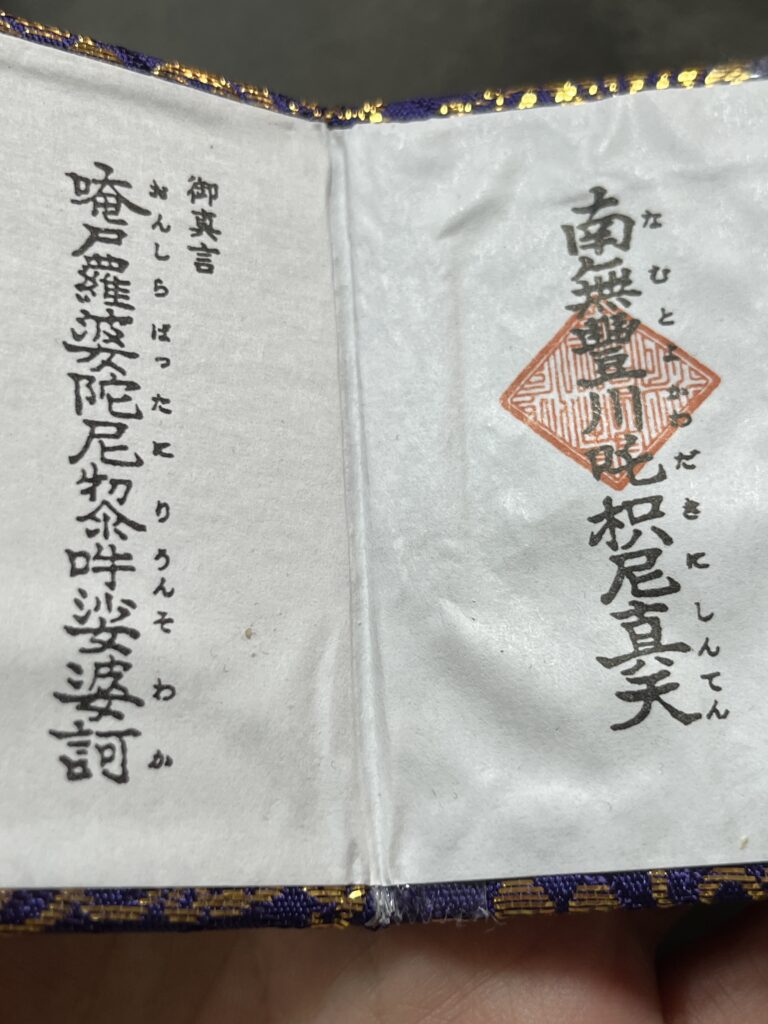 なむとよかわだきにしんてん
南無豐川吒枳尼真天
御真言
おんしらばったにりうんそわか
唵尸羅婆陀尼黎吽娑婆訶